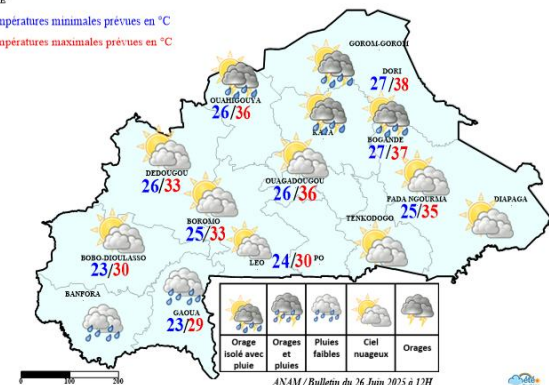 mpératures minimales prévues en °C
mpératures maximales prévues en °C
GOROM-GOROM
DORI
27/38
OUAHIGOUYA
26/36
KAYA
BOGANDE
27/37
DEDOUGOU
26/33
OUAGADOUGOU
26/36
FADA NGOURMA
25/35
DIAPAGA
BOROMO
25/33
TENKODOGO
BOBO-DIOULASSO
23/30
LEO
24/30 PO
BANFORA
GAOUA
23/29
Orage isolé avec pluie
Orages et pluies
Pluies faibles
Ciel nuageux
Orages
0 100 200
ANAM / Bulletin du 26 Juin 2025 à 12H